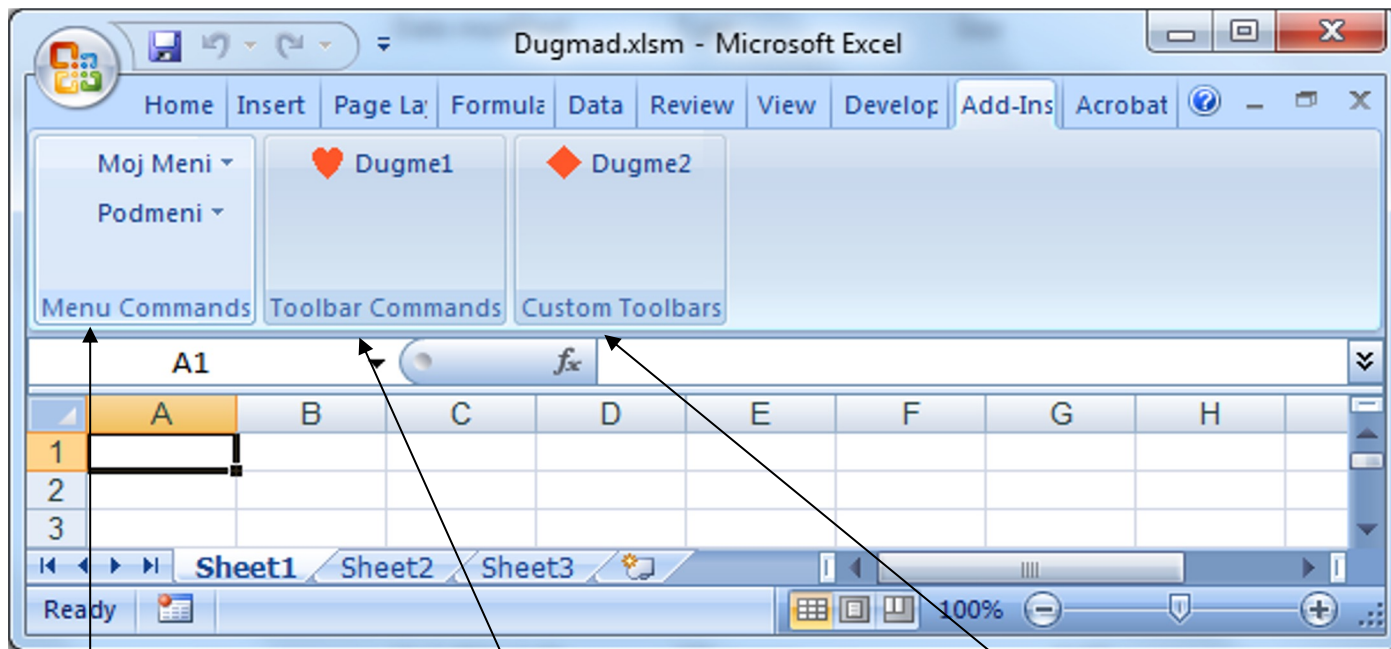 Dugmad.xlsm - Microsoft Excel
Home Insert Page La Formula Data Review View Develop Add-Ins Acrobat
Moj Meni Dugme1 Dugme2
Podmeni
Menu Commands Toolbar Commands Custom Toolbars
A1 fx
A B C D E F G H
1
2
3
Sheet1 Sheet2 Sheet3
Ready 100%